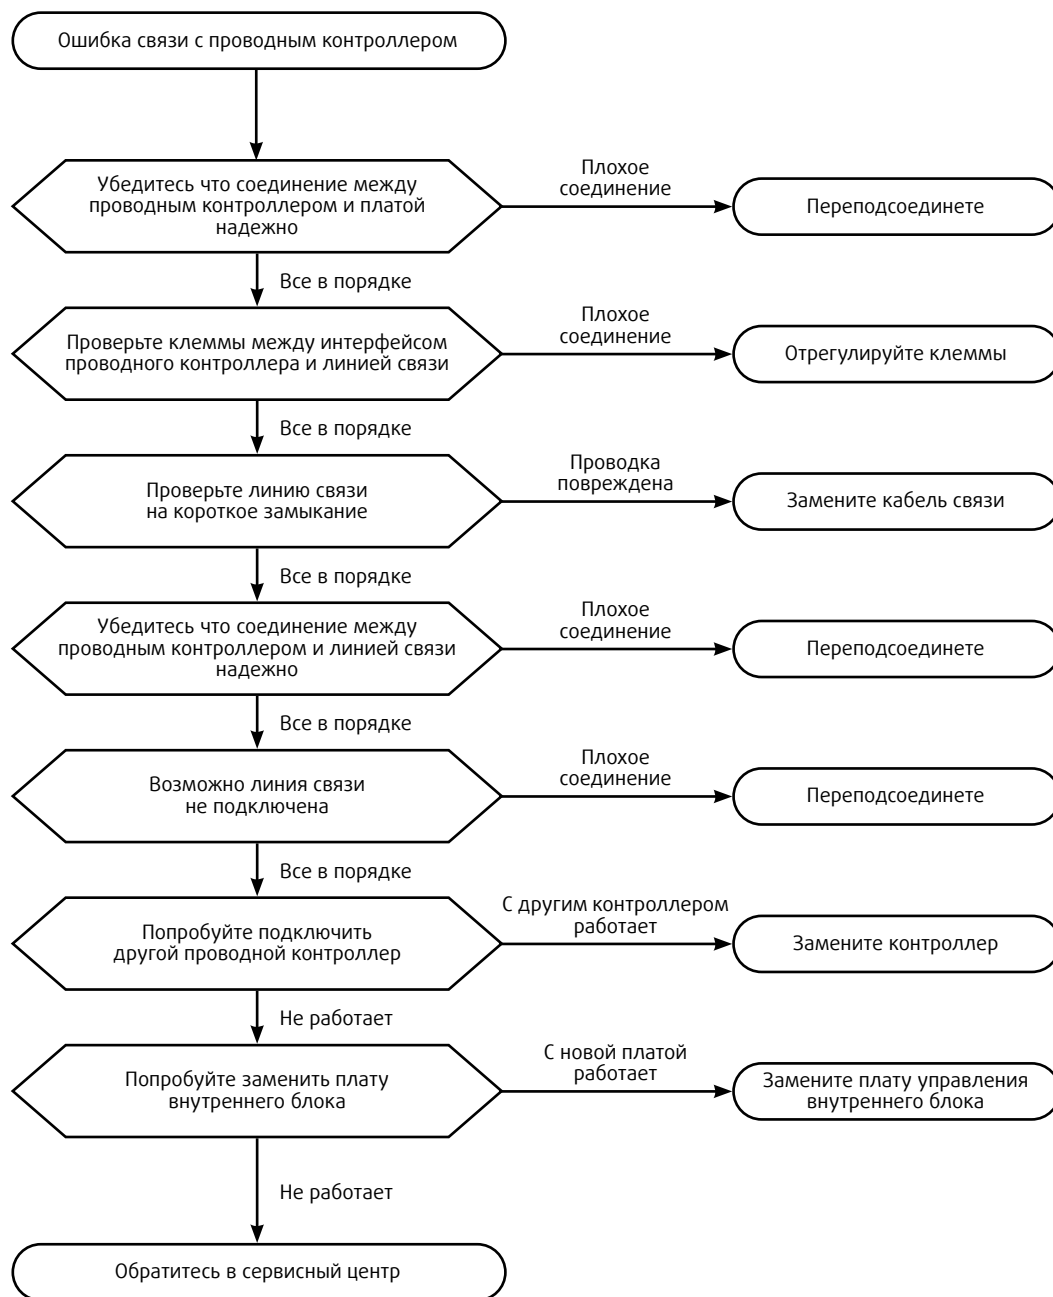 Ошибка связи с проводным контроллером
Убедитесь что соединение между
проводным контроллером и платой
надежно
Плохое
соединение
Переподсоединете
Все в порядке
Проверьте клеммы между интерфейсом
проводного контроллера и линией связи
Плохое
соединение
Отрегулируйте клеммы
Все в порядке
Проверьте линию связи
на короткое замыкание
Проводка
повреждена
Замените кабель связи
Все в порядке
Убедитесь что соединение между
проводным контроллером и линией связи
надежно
Плохое
соединение
Переподсоединете
Все в порядке
Возможно линия связи
не подключена
Плохое
соединение
Переподсоединете
Все в порядке
Попробуйте подключить
другой проводной контроллер
С другим контроллером
работает
Замените контроллер
Не работает
Попробуйте заменить плату
внутреннего блока
С новой платой
работает
Замените плату управления
внутреннего блока
Не работает
Обратитесь в сервисный центр